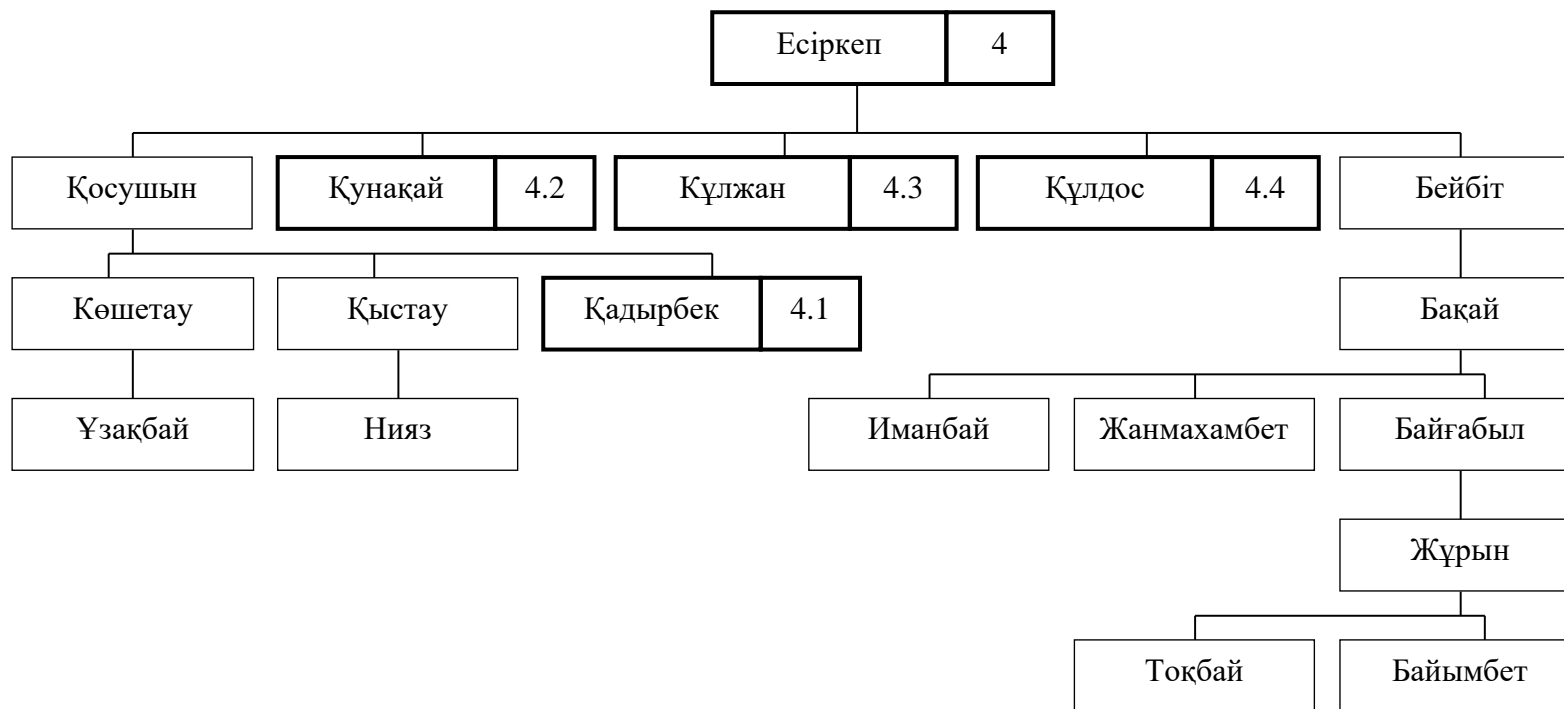 Есіркеп 4
Қосушын Қунақай 4.2 Кұлжан 4.3 Құлдос 4.4 Бейбіт
Көшетау Қыстау Қадырбек 4.1 Бақай
Ұзақбай Нияз Иманбай Жанмахамбет Байғабыл
Жұрын
Тоқбай Байымбет